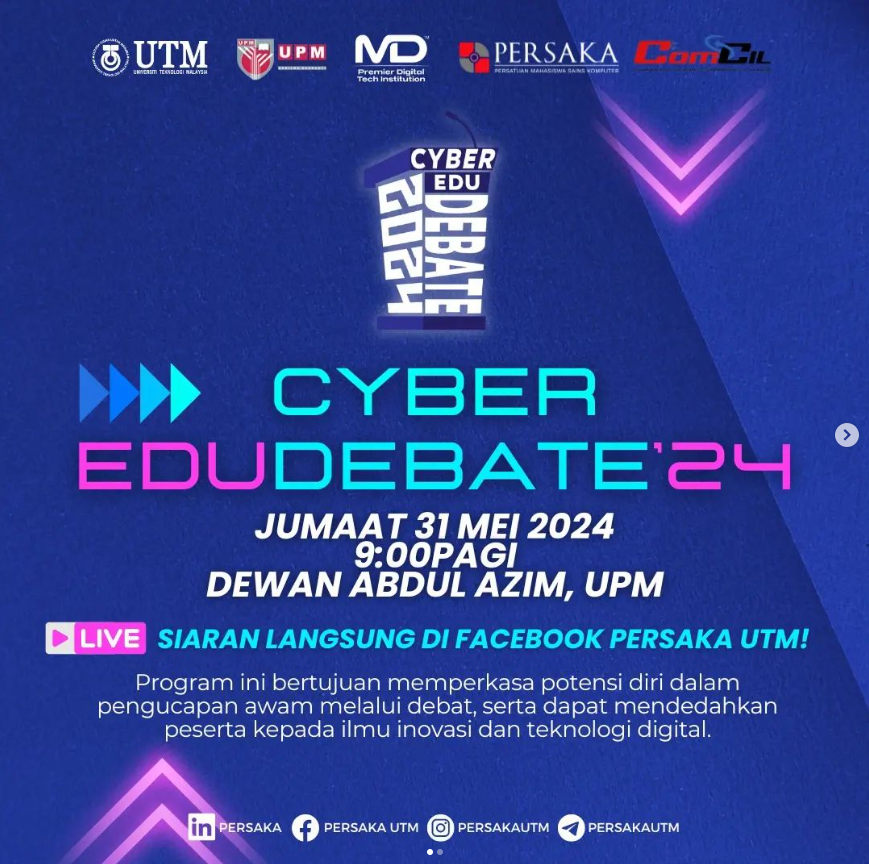 UTM
UNIVERSITI TEKNOLOGI MALAYSIA
UPM
UPM
MD
Premier Digital
Tech Institution
PERSAKA
PERSATUAN MAHASISWA SAINS KOMPUTER
ComCil
CYBER
EDU
DEBATE
2024
CYBER
EDUDEBATE'24
JUMAAT 31 MEI 2024
9:00PAGI
DEWAN ABDUL AZIM, UPM
LIVE SIARAN LANGSUNG DI FACEBOOK PERSAKA UTM!
Program ini bertujuan memperkasa potensi diri dalam
pengucapan awam melalui debat, serta dapat mendedahkan
peserta kepada ilmu inovasi dan teknologi digital.
in PERSAKA PERSAKA UTM PERSAKAUTM PERSAKAUTM